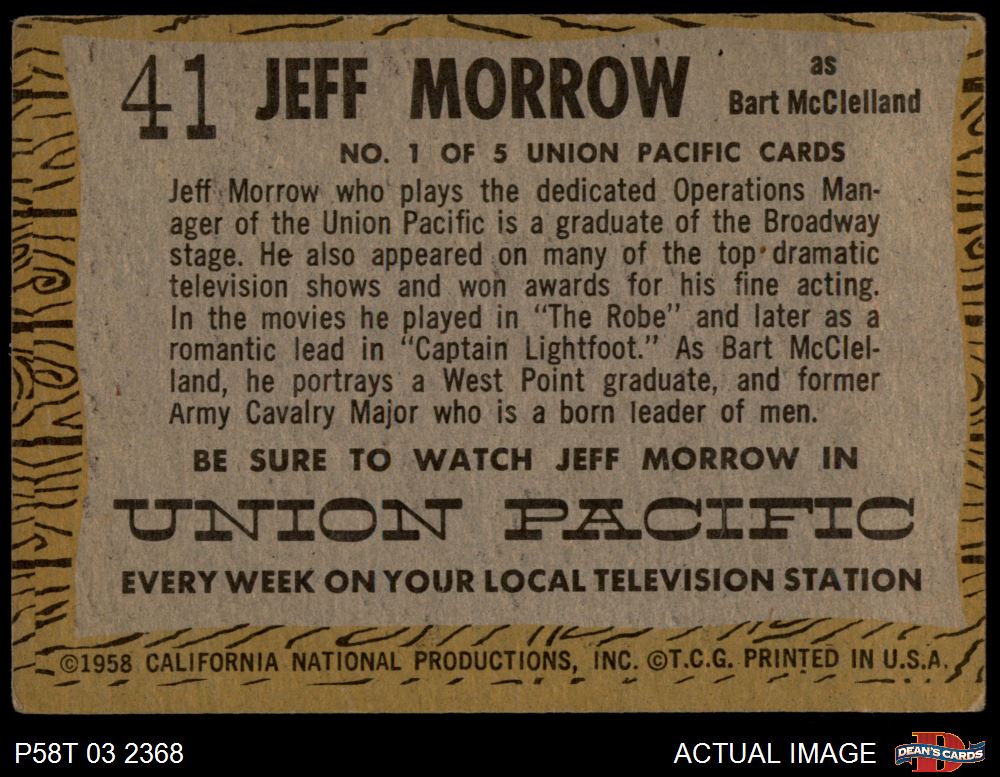 41 JEFF MORROW as Bart McClelland
NO. 1 OF 5 UNION PACIFIC CARDS
Jeff Morrow who plays the dedicated Operations Man-
ager of the Union Pacific is a graduate of the Broadway
stage. He also appeared on many of the top dramatic
television shows and won awards for his fine acting.
In the movies he played in "The Robe" and later as a
romantic lead in "Captain Lightfoot." As Bart McClel-
land, he portrays a West Point graduate, and former
Army Cavalry Major who is a born leader of men.
BE SURE TO WATCH JEFF MORROW IN
UNION PACIFIC
EVERY WEEK ON YOUR LOCAL TELEVISION STATION
©1958 CALIFORNIA NATIONAL PRODUCTIONS, INC. ©T.C.G. PRINTED IN U.S.A.
P58T 03 2368
ACTUAL IMAGE
D
DEAN'S CARDS